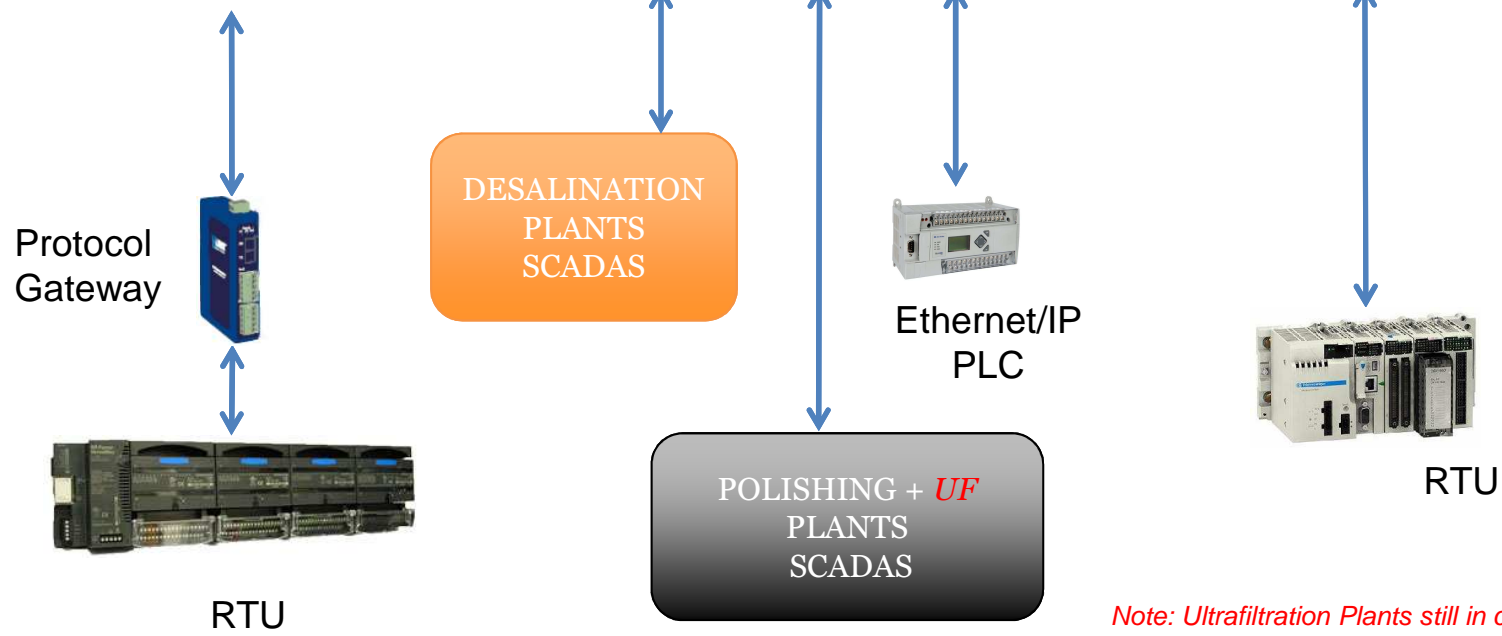 Protocol
Gateway
DESALINATION
PLANTS
SCADAS
Ethernet/IP
PLC
POLISHING + UF
PLANTS
SCADAS
RTU
RTU
Note: Ultrafiltration Plants still in